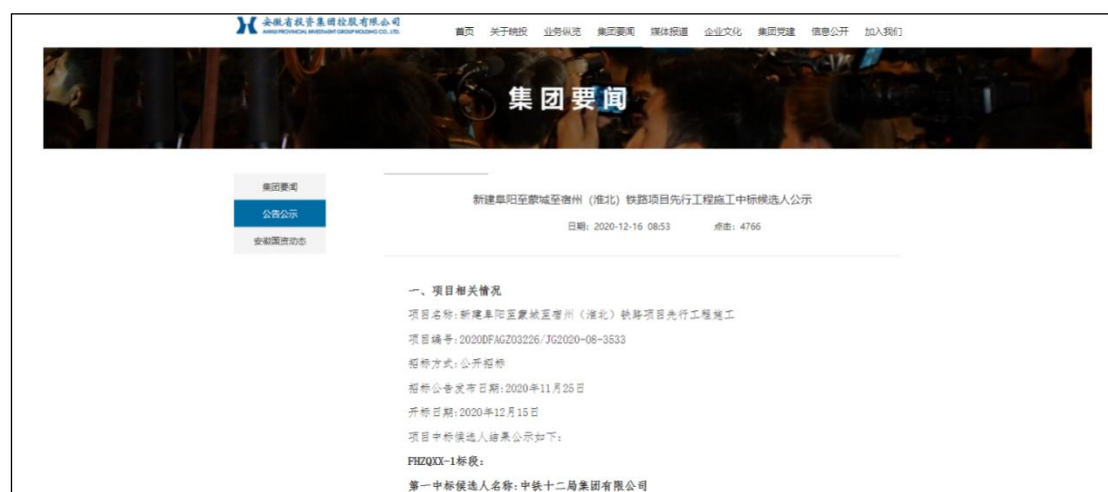 安徽省投资集团控股有限公司
ANHUI PROVINCIAL INVESTMENT GROUP HOLDING CO., LTD.
首页 关于皖投 业务纵览 集团要闻 媒体报道 企业文化 集团党建 信息公开 加入我们
集团要闻
集团要闻
公告公示
安徽国资动态
新建阜阳至蒙城至宿州（淮北）铁路项目先行工程施工中标候选人公示
日期：2020-12-16 08:53 点击：4766
一、项目相关情况
项目名称:新建阜阳至蒙城至宿州（淮北）铁路项目先行工程施工
项目编号:2020DFAGZ03226/JG2020-08-3533
招标方式:公开招标
招标公告发布日期:2020年11月25日
开标日期:2020年12月15日
项目中标候选人结果公示如下:
FHZQXX-1标段:
第一中标候选人名称:中铁十二局集团有限公司